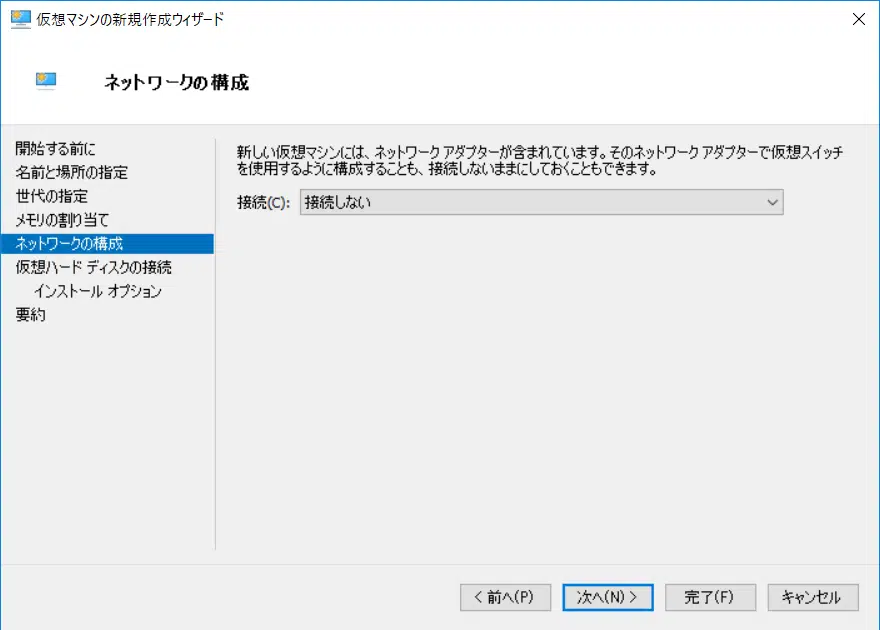 仮想マシンの新規作成ウィザード
ネットワークの構成
開始する前に
名前と場所の指定
世代の指定
メモリの割り当て
ネットワークの構成
仮想ハード ディスクの接続
インストール オプション
要約
新しい仮想マシンには、ネットワーク アダプターが含まれています。そのネットワーク アダプターで仮想スイッチ
を使用するように構成することも、接続しないままにしておくこともできます。
接続(C): 接続しない
< 前へ(P) 次へ(N) > 完了(F) キャンセル